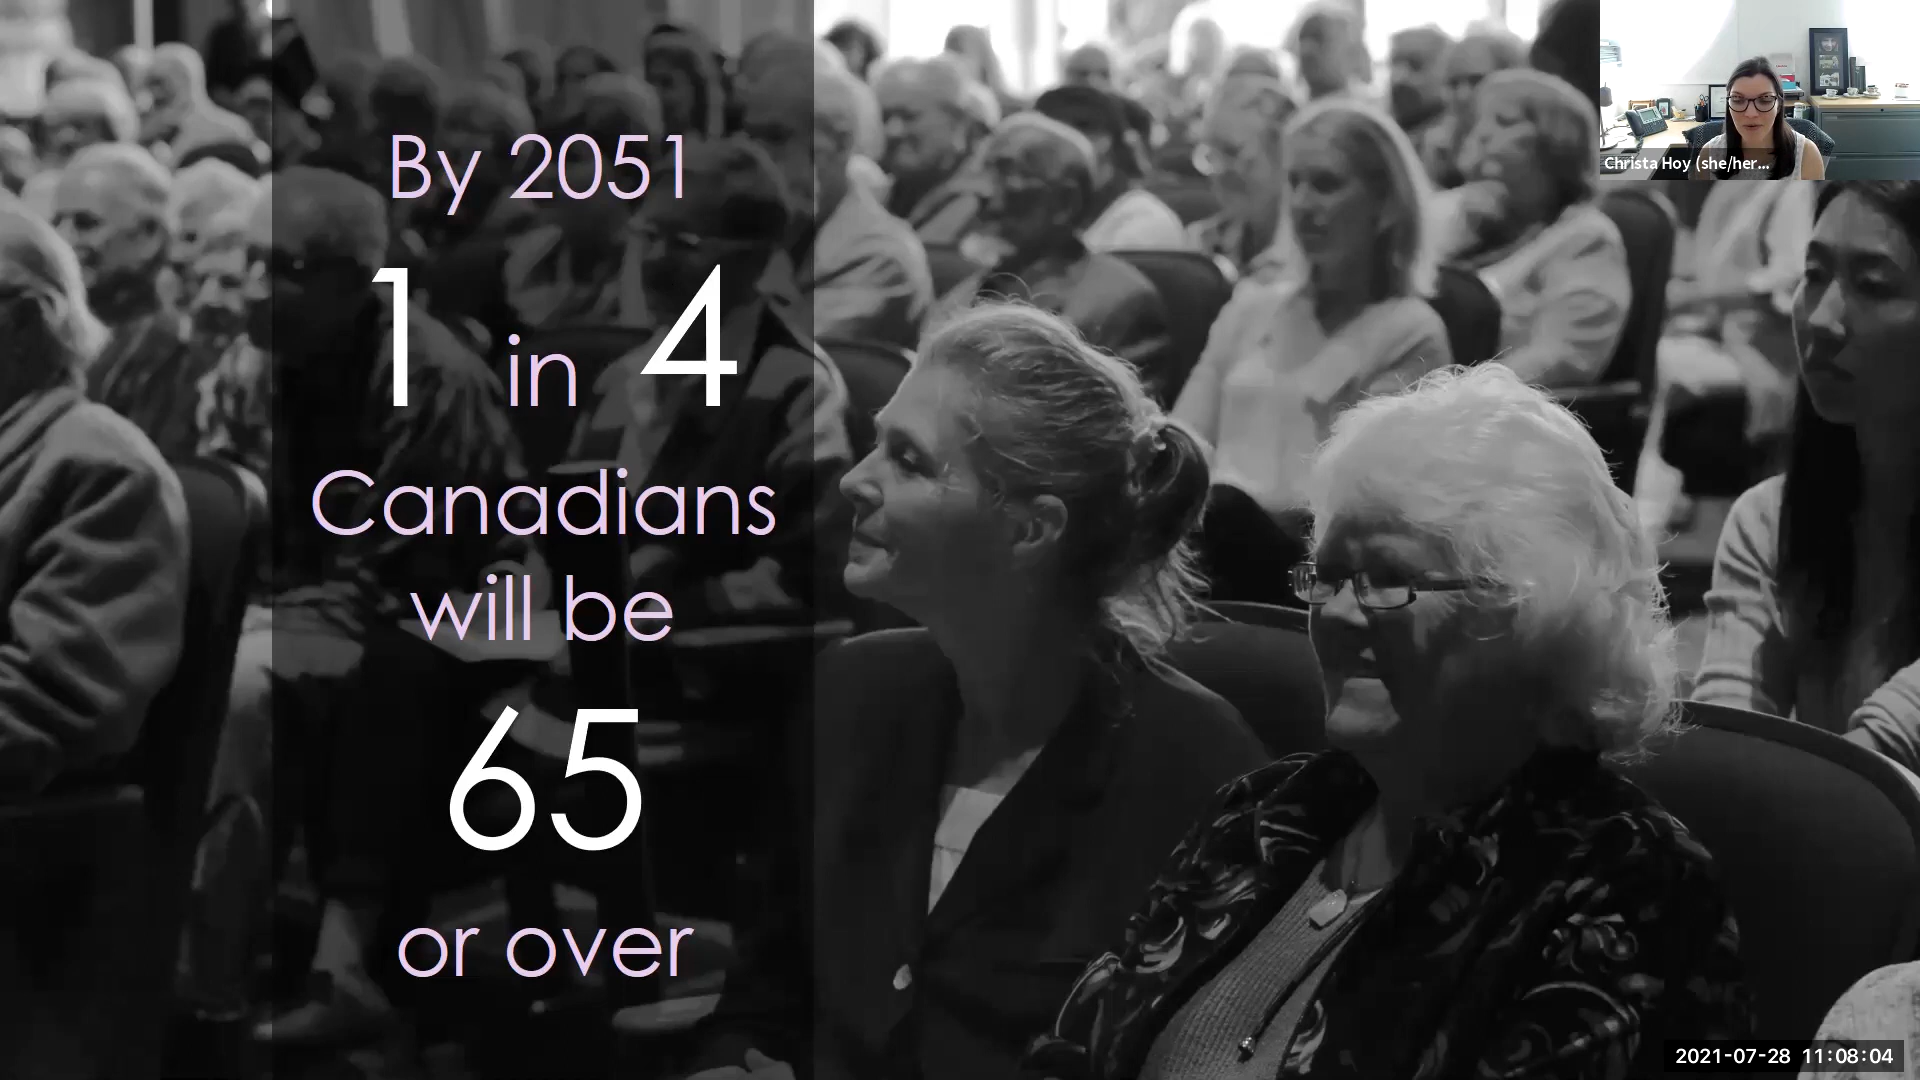 By 2051
1 in 4
Canadians
will be
65
or over
Christa Hoy (she/her...
2021-07-28 11:08:04